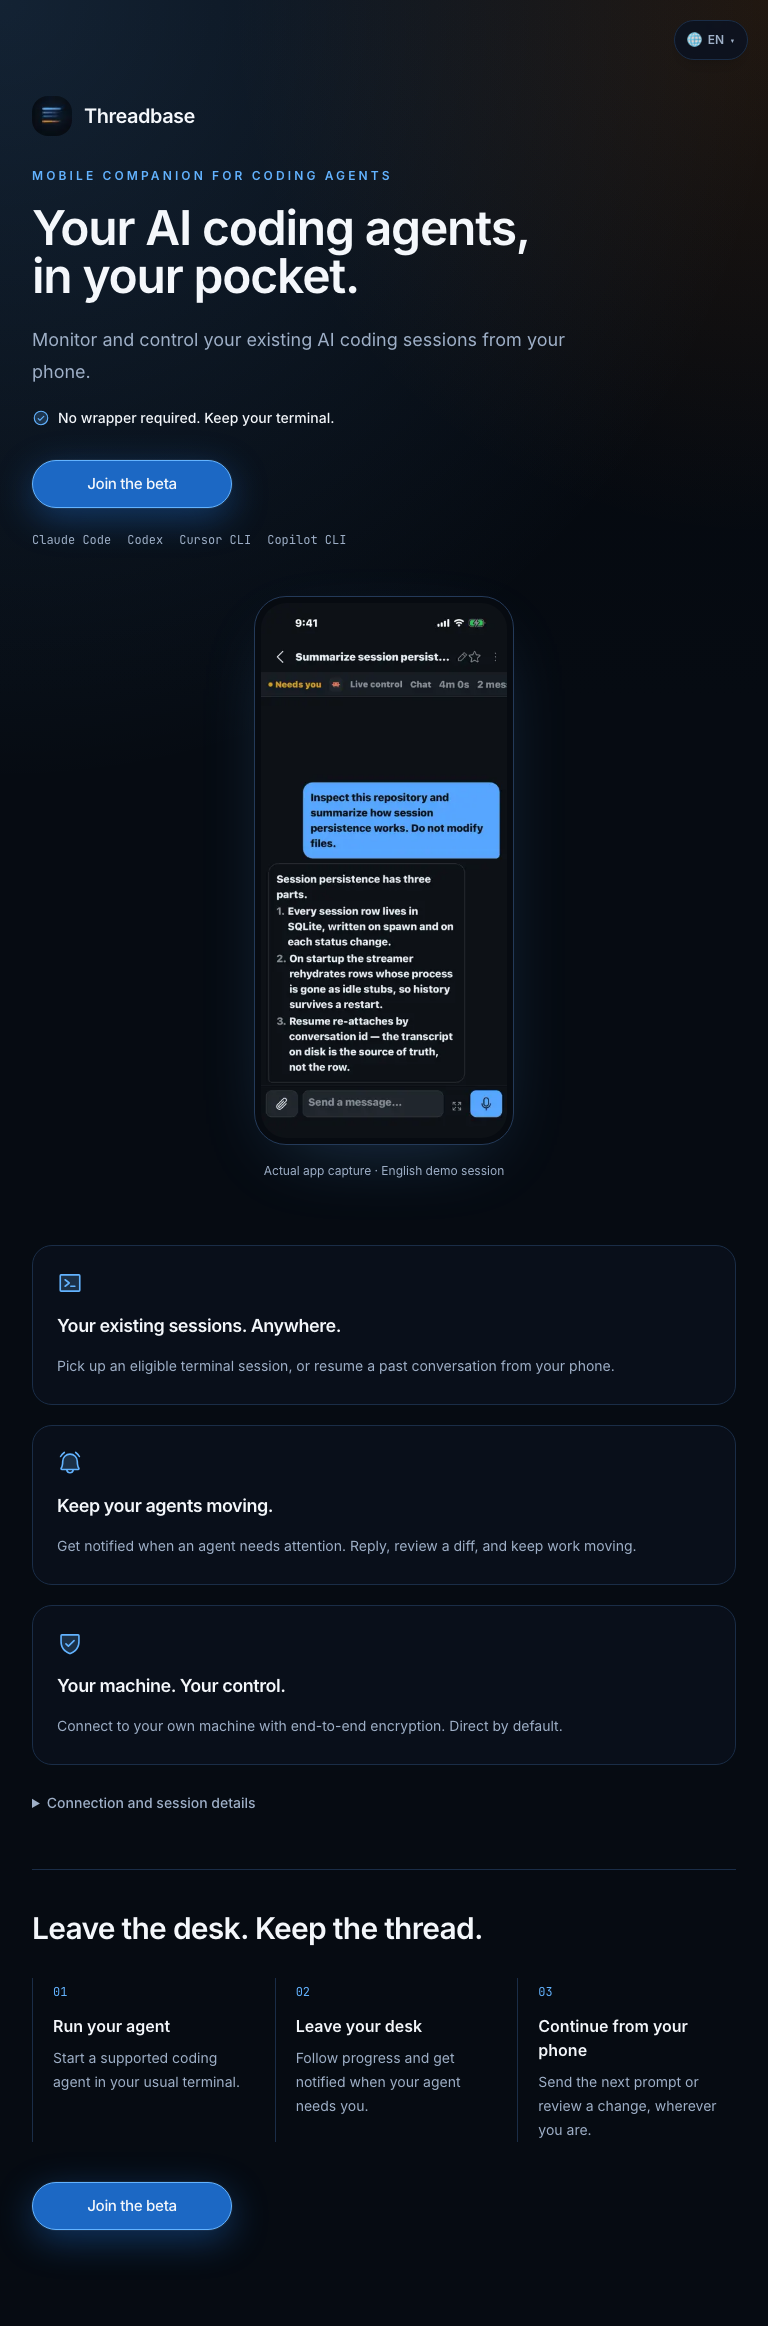 EN
Threadbase
MOBILE COMPANION FOR CODING AGENTS
Your AI coding agents,
in your pocket.
Monitor and control your existing AI coding sessions from your
phone.
No wrapper required. Keep your terminal.
Join the beta
Claude Code Codex Cursor CLI Copilot CLI
9:41
Summarize session persist...
Needs you Live control Chat 4m 0s 2 mes
Inspect this repository and
summarize how session
persistence works. Do not modify
files.
Session persistence has three
parts.
1. Every session row lives in
SQLite, written on spawn and on
each status change.
2. On startup the streamer
rehydrates rows whose process
is gone as idle stubs, so history
survives a restart.
3. Resume re-attaches by
conversation id — the transcript
on disk is the source of truth,
not the row.
Send a message...
Actual app capture · English demo session
Your existing sessions. Anywhere.
Pick up an eligible terminal session, or resume a past conversation from your phone.
Keep your agents moving.
Get notified when an agent needs attention. Reply, review a diff, and keep work moving.
Your machine. Your control.
Connect to your own machine with end-to-end encryption. Direct by default.
Connection and session details
Leave the desk. Keep the thread.
01
Run your agent
Start a supported coding
agent in your usual terminal.
02
Leave your desk
Follow progress and get
notified when your agent
needs you.
03
Continue from your
phone
Send the next prompt or
review a change, wherever
you are.
Join the beta